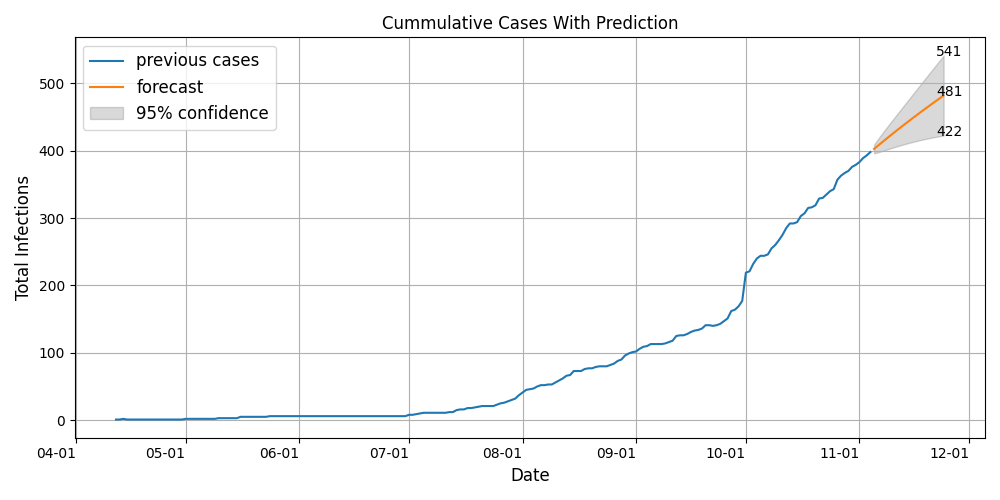 Cummulative Cases With Prediction
previous cases
forecast
95% confidence
541
481
422
500
400
300
200
100
0
Total Infections
04-01 05-01 06-01 07-01 08-01 09-01 10-01 11-01 12-01
Date